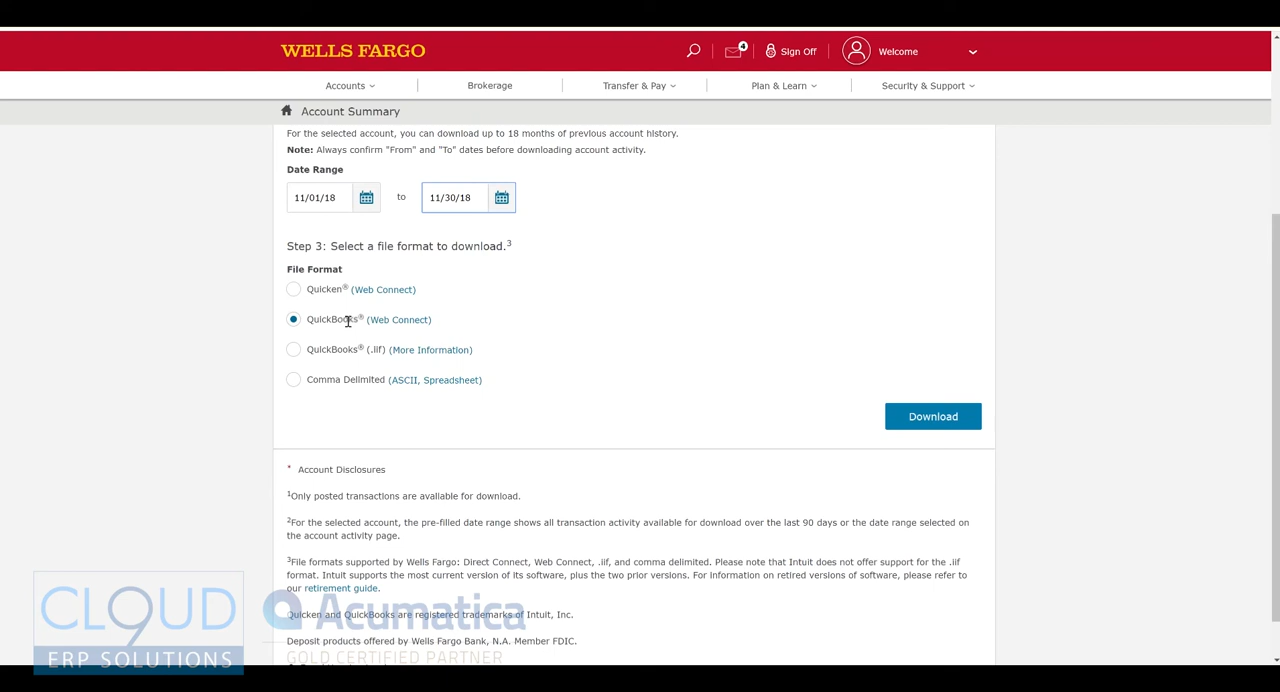 WELLS FARGO
4
Sign Off
Welcome
Accounts
Brokerage
Transfer & Pay
Plan & Learn
Security & Support
Account Summary
For the selected account, you can download up to 18 months of previous account history.
Note: Always confirm "From" and "To" dates before downloading account activity.
Date Range
11/01/18 to 11/30/18
Step 3: Select a file format to download.3
File Format
Quicken® (Web Connect)
QuickBooks® (Web Connect)
QuickBooks® (.iif) (More Information)
Comma Delimited (ASCII, Spreadsheet)
Download
* Account Disclosures
1Only posted transactions are available for download.
2For the selected account, the pre-filled date range shows all transaction activity available for download over the last 90 days or the date range selected on
the account activity page.
3File formats supported by Wells Fargo: Direct Connect, Web Connect, .iif, and comma delimited. Please note that Intuit does not offer support for the .iif
format. Intuit supports the most current version of its software, plus the two prior versions. For information on retired versions of software, please refer to
our retirement guide.
Quicken and QuickBooks are registered trademarks of Intuit, Inc.
Deposit products offered by Wells Fargo Bank, N.A. Member FDIC.
CLOUD 9
ERP SOLUTIONS
Acumatica
GOLD CERTIFIED PARTNER